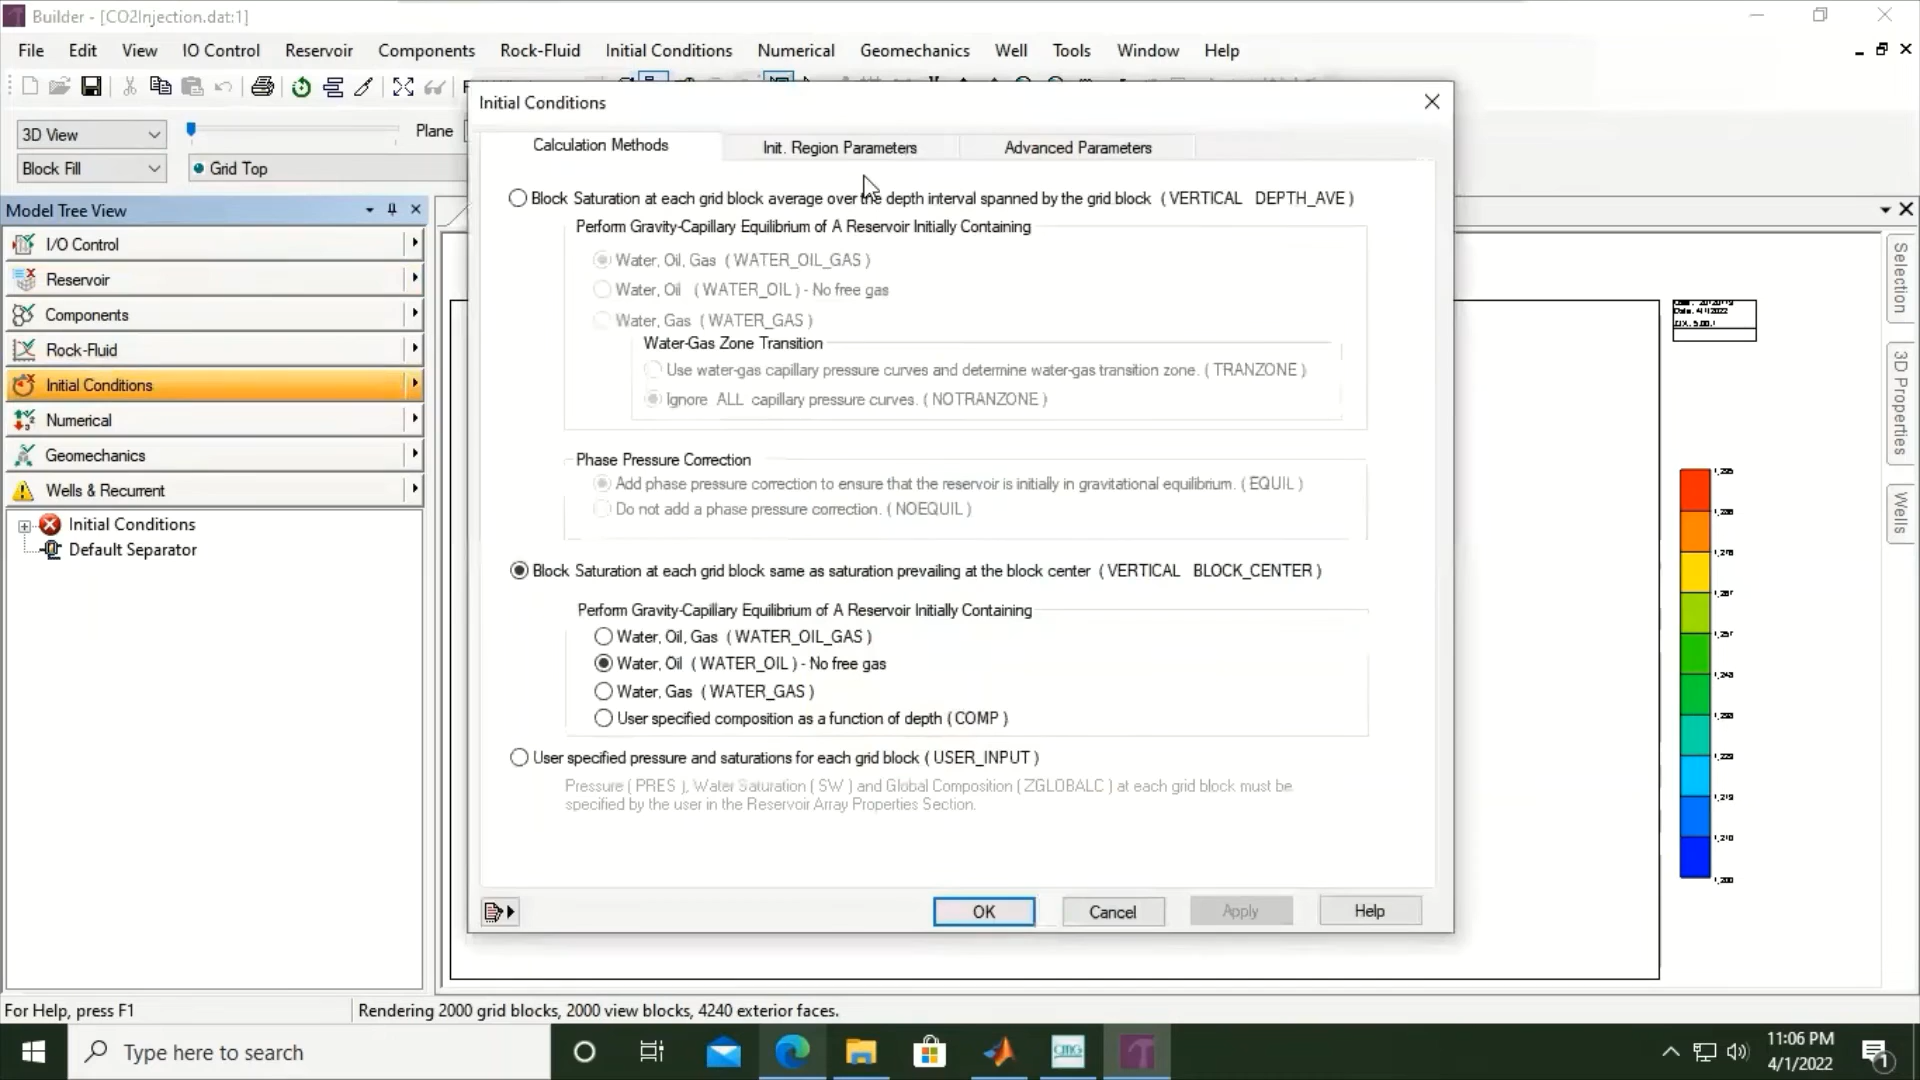 Builder - [CO2Injection.dat:1]
File Edit View IO Control Reservoir Components Rock-Fluid Initial Conditions Numerical Geomechanics Well Tools Window Help
3D View
Plane
Block Fill
Grid Top
Model Tree View
I/O Control
Reservoir
Components
Rock-Fluid
Initial Conditions
Numerical
Geomechanics
Wells & Recurrent
Initial Conditions
Default Separator
Initial Conditions
Calculation Methods Init. Region Parameters Advanced Parameters
Block Saturation at each grid block average over the depth interval spanned by the grid block ( VERTICAL DEPTH_AVE )
Perform Gravity-Capillary Equilibrium of A Reservoir Initially Containing
Water, Oil, Gas ( WATER_OIL_GAS )
Water, Oil ( WATER_OIL ) - No free gas
Water, Gas ( WATER_GAS )
Water-Gas Zone Transition
Use water-gas capillary pressure curves and determine water-gas transition zone. ( TRANZONE )
Ignore ALL capillary pressure curves. ( NOTRANZONE )
Phase Pressure Correction
Add phase pressure correction to ensure that the reservoir is initially in gravitational equilibrium. ( EQUIL )
Do not add a phase pressure correction. ( NOEQUIL )
Block Saturation at each grid block same as saturation prevailing at the block center ( VERTICAL BLOCK_CENTER )
Perform Gravity-Capillary Equilibrium of A Reservoir Initially Containing
Water, Oil, Gas ( WATER_OIL_GAS )
Water, Oil ( WATER_OIL ) - No free gas
Water, Gas ( WATER_GAS )
User specified composition as a function of depth ( COMP )
User specified pressure and saturations for each grid block ( USER_INPUT )
Pressure ( PRES ), Water Saturation ( SW ) and Global Composition ( ZGLOBALC ) at each grid block must be
specified by the user in the Reservoir Array Properties Section.
OK Cancel Apply Help
Selection
3D Properties
Wells
Date: 4/1/2022
For Help, press F1
Rendering 2000 grid blocks, 2000 view blocks, 4240 exterior faces.
Type here to search
CMG
11:06 PM
4/1/2022
1